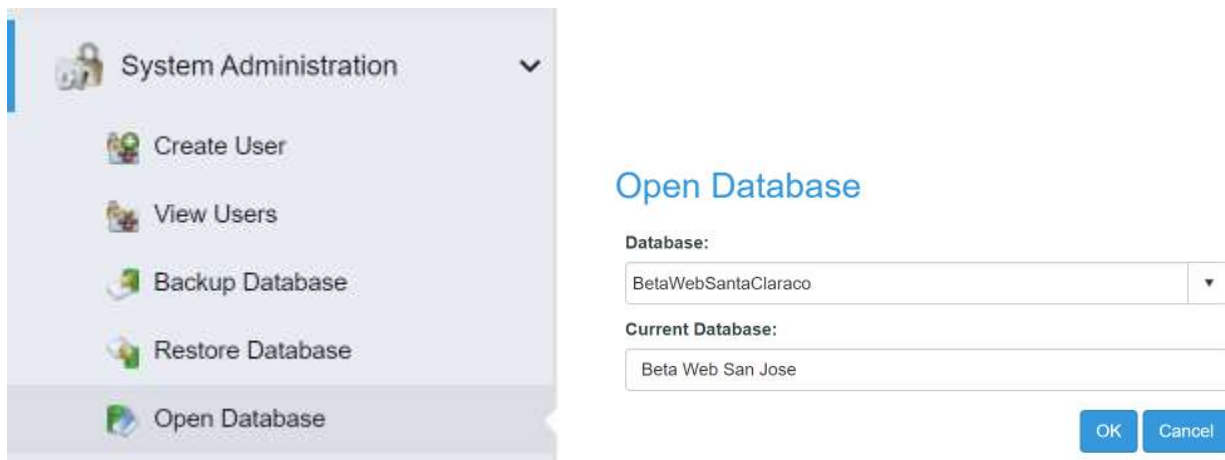 System Administration
Create User
View Users
Backup Database
Restore Database
Open Database
Open Database
Database:
BetaWebSantaClaraco
Current Database:
Beta Web San Jose
OK Cancel